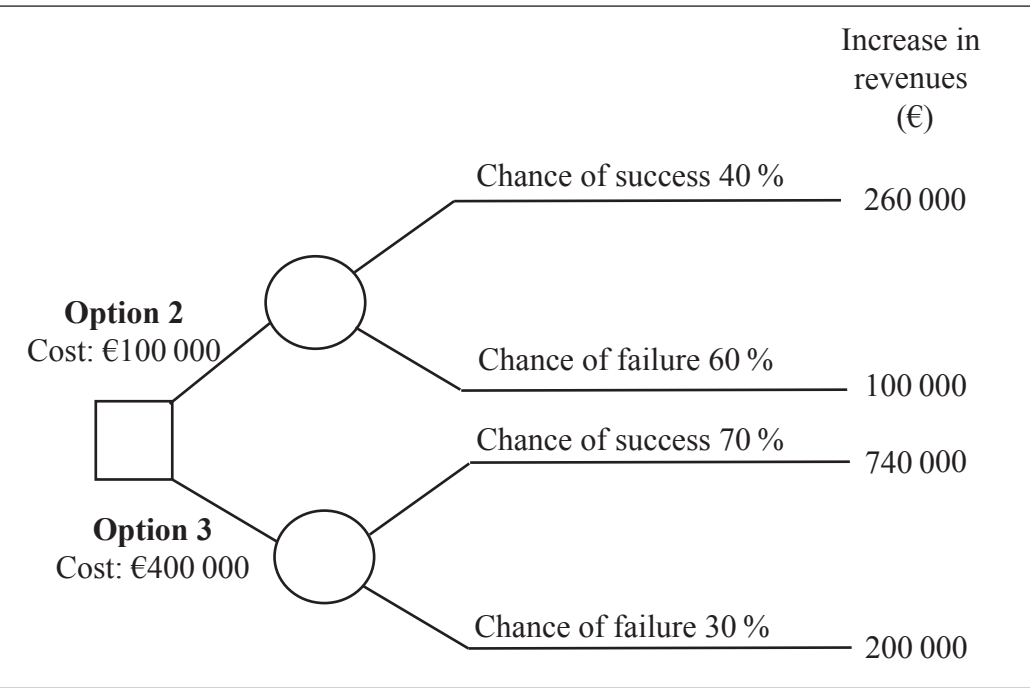 Increase in
revenues
(€)
Chance of success 40 %
260 000
Option 2
Cost: €100 000
Chance of failure 60 %
100 000
Chance of success 70 %
740 000
Option 3
Cost: €400 000
Chance of failure 30 %
200 000